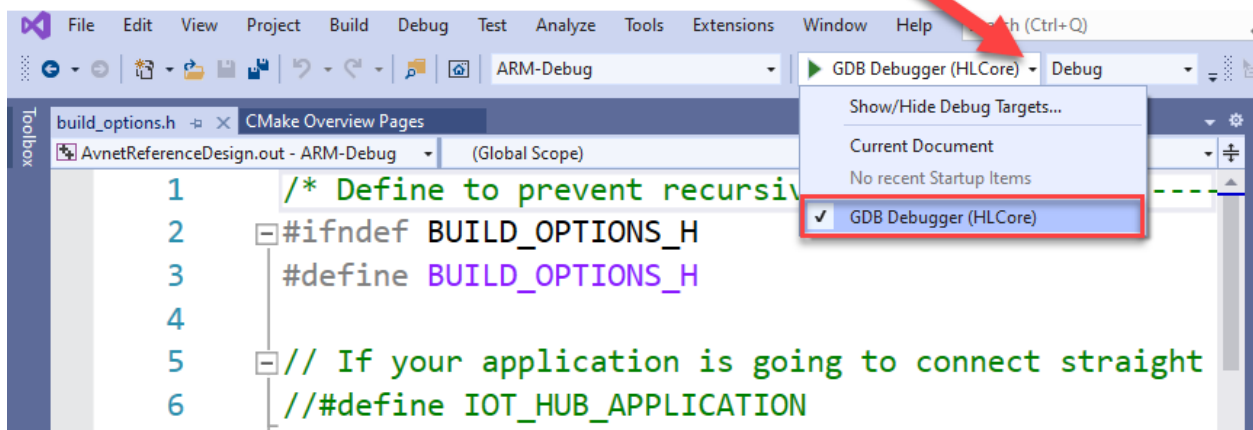 File Edit View Project Build Debug Test Analyze Tools Extensions Window Help (Ctrl+Q)
ARM-Debug GDB Debugger (HLCore) Debug
Toolbox
build_options.h CMake Overview Pages
AvnetReferenceDesign.out - ARM-Debug (Global Scope)
Show/Hide Debug Targets...
Current Document
No recent Startup Items
GDB Debugger (HLCore)
1 /* Define to prevent recursiv ----
2 #ifndef BUILD_OPTIONS_H
3 #define BUILD_OPTIONS_H
4
5 // If your application is going to connect straight
6 //#define IOT_HUB_APPLICATION